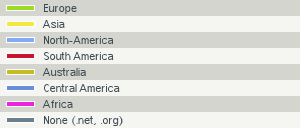 Europe
Asia
North-America
South America
Australia
Central America
Africa
None (.net, .org)